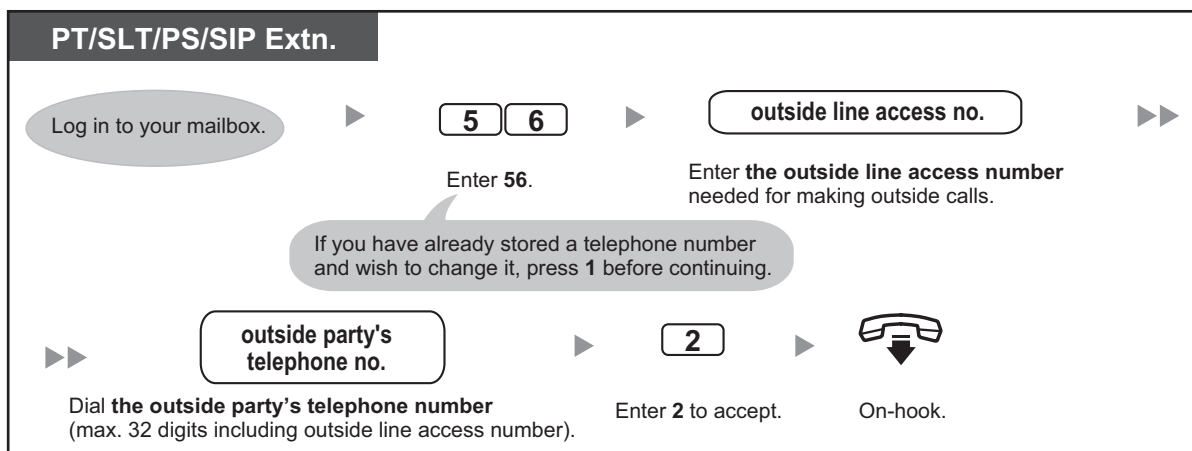 PT/SLT/PS/SIP Extn.
Log in to your mailbox.
5 6
Enter 56.
If you have already stored a telephone number
and wish to change it, press 1 before continuing.
outside line access no.
Enter the outside line access number
needed for making outside calls.
outside party's
telephone no.
Dial the outside party’s telephone number
(max. 32 digits including outside line access number).
2
Enter 2 to accept.
On-hook.